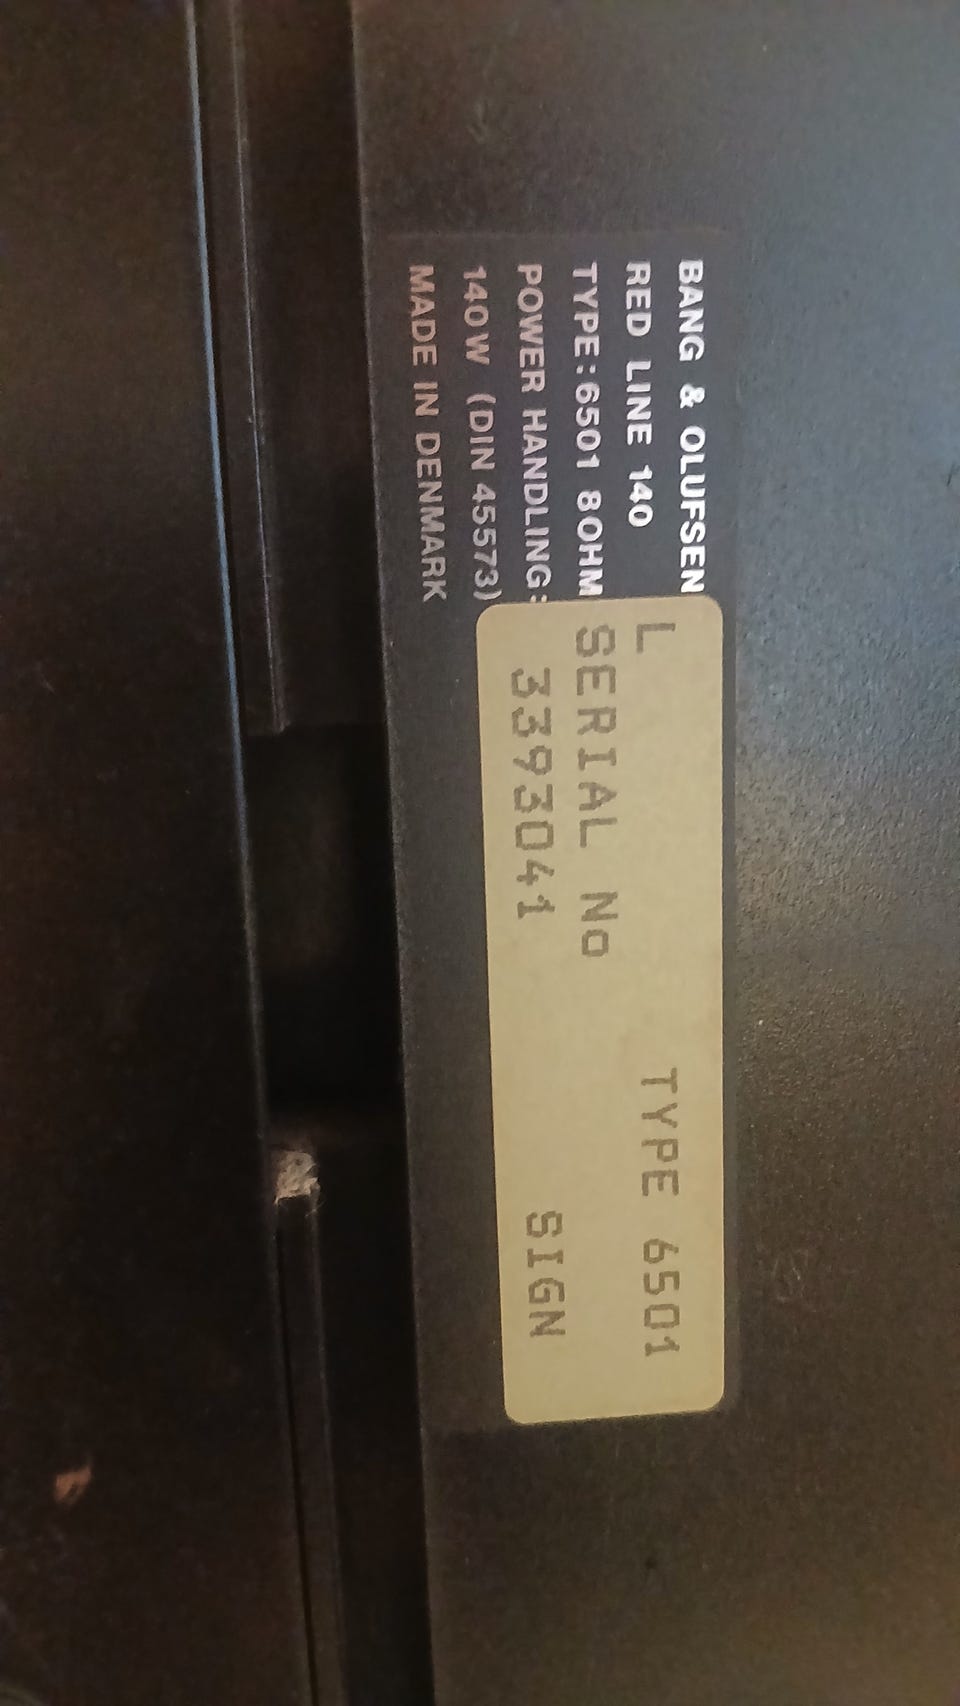 BANG & OLUFSEN
RED LINE 140
TYPE:6501 8OHM
POWER HANDLING:
140W (DIN 45573)
MADE IN DENMARK
L TYPE 6501
SERIAL No
3393041 SIGN